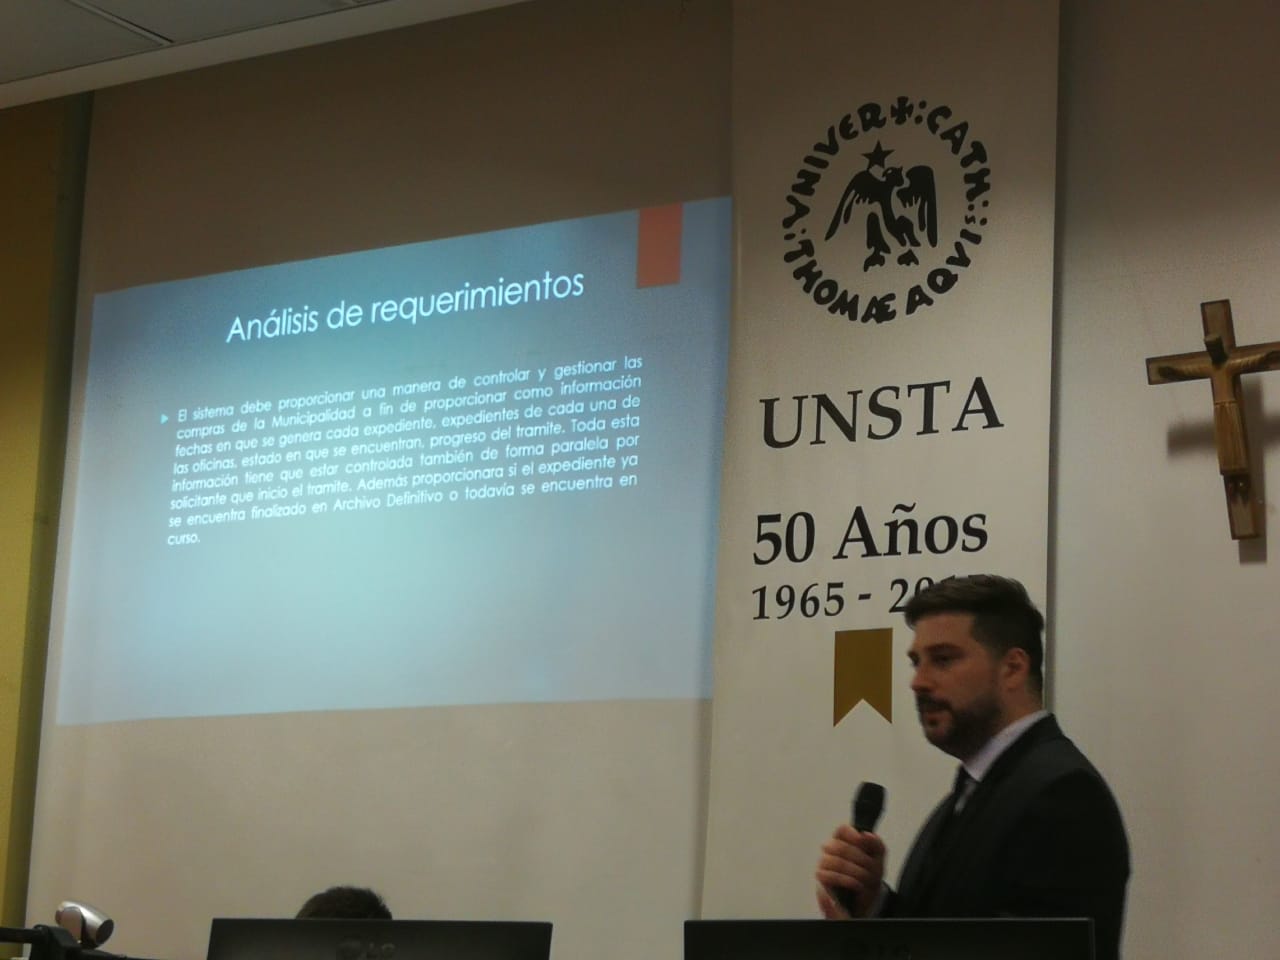 Análisis de requerimientos
El sistema debe proporcionar una manera de controlar y gestionar las
compras de la Municipalidad a fin de proporcionar como información
fechas en que se genera cada expediente, expedientes de cada una de
las oficinas, estado en que se encuentran, progreso del tramite. Toda esta
información tiene que estar controlada también de forma paralela por
solicitante que inicio el tramite. Además proporcionara si el expediente ya
se encuentra finalizado en Archivo Definitivo o todavía se encuentra en
curso.
VNIVER ✠ : CATH : S : THOMÆ AQVI
UNSTA
50 Años
1965 - 20
LG